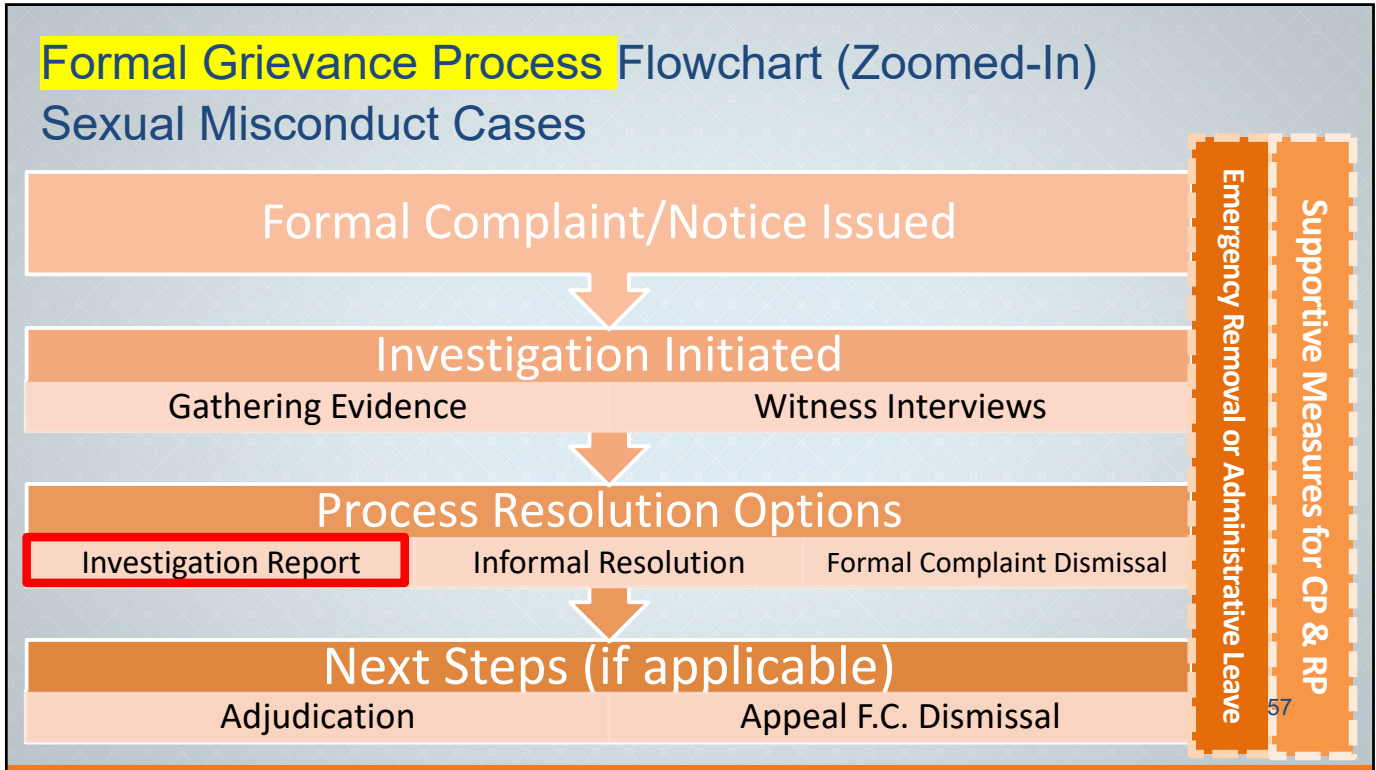 Formal Grievance Process Flowchart (Zoomed-In)
Sexual Misconduct Cases
Formal Complaint/Notice Issued
Investigation Initiated
Gathering Evidence
Witness Interviews
Process Resolution Options
Investigation Report
Informal Resolution
Formal Complaint Dismissal
Next Steps (if applicable)
Adjudication
Appeal F.C. Dismissal
Emergency Removal or Administrative Leave
Supportive Measures for CP & RP
57